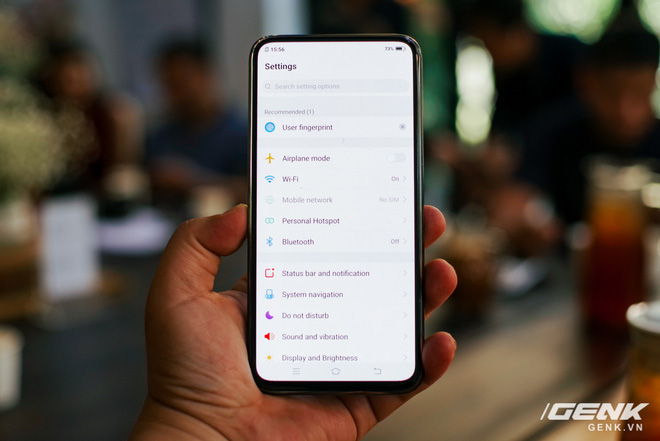 15:56 73%
Settings
Search setting options
Recommended (1)
User fingerprint
Airplane mode
Wi-Fi On
Mobile network No SIM
Personal Hotspot
Bluetooth Off
Status bar and notification
System navigation
Do not disturb
Sound and vibration
Display and Brightness
GENK
GENK.VN